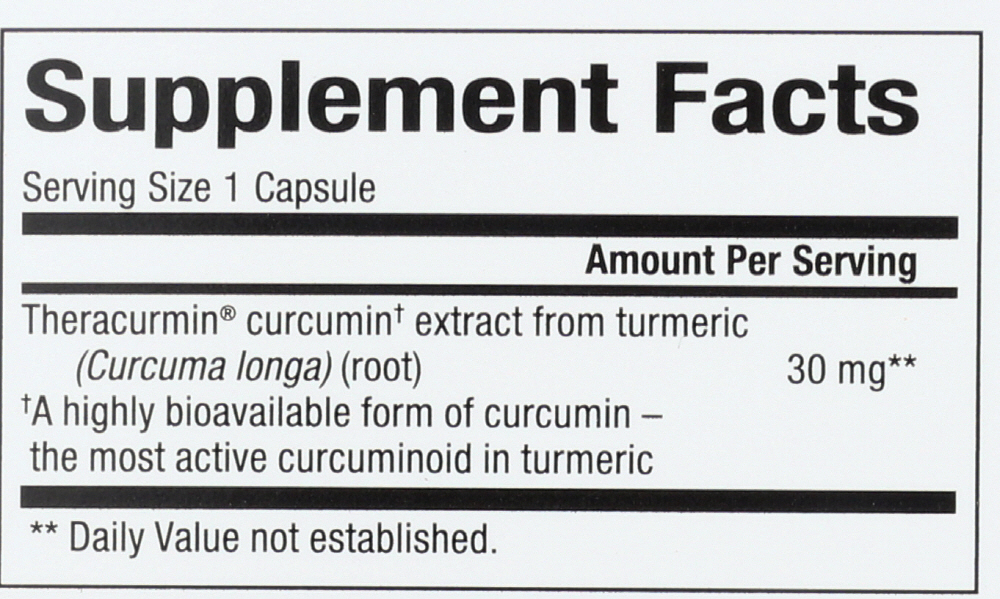 Supplement Facts
Serving Size 1 Capsule
Amount Per Serving
Theracurmin® curcumin† extract from turmeric
(Curcuma longa) (root) 30 mg**
†A highly bioavailable form of curcumin –
the most active curcuminoid in turmeric
** Daily Value not established.